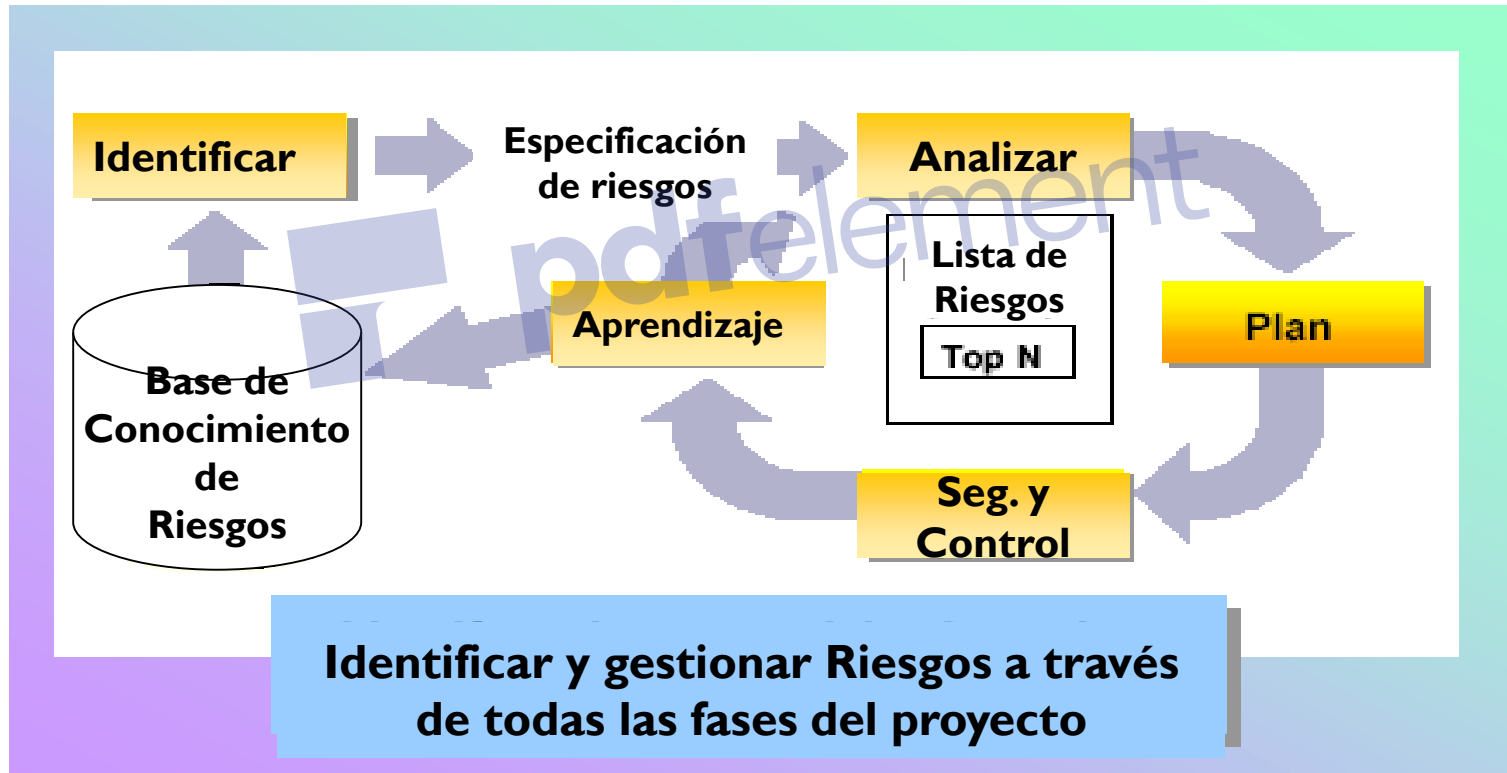 Identificar
Especificación
de riesgos
Analizar
pdfelement
Lista de
Riesgos
Top N
Plan
Aprendizaje
Base de
Conocimiento
de
Riesgos
Seg. y
Control
Identificar y gestionar Riesgos a través
de todas las fases del proyecto